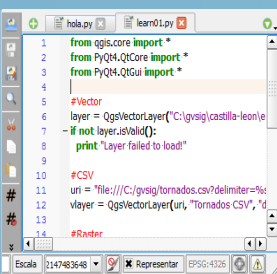 hola.py learn01.py
1 from qgis.core import *
2 from PyQt4.QtCore import *
3 from PyQt4.QtGui import *
4
5 #Vector
6 layer = QgsVectorLayer("C:\gvsig\castilla-leon\e
7 if not layer.isValid():
8 print "Layer failed to load!"
9
10 #CSV
11 uri = "file:///C:/gvsig/tornados.csv?delimiter=%s
12 vlayer = QgsVectorLayer(uri, "Tornados CSV", "d
13
14 #Raster
Escala 2147483648 Representar EPSG:4326